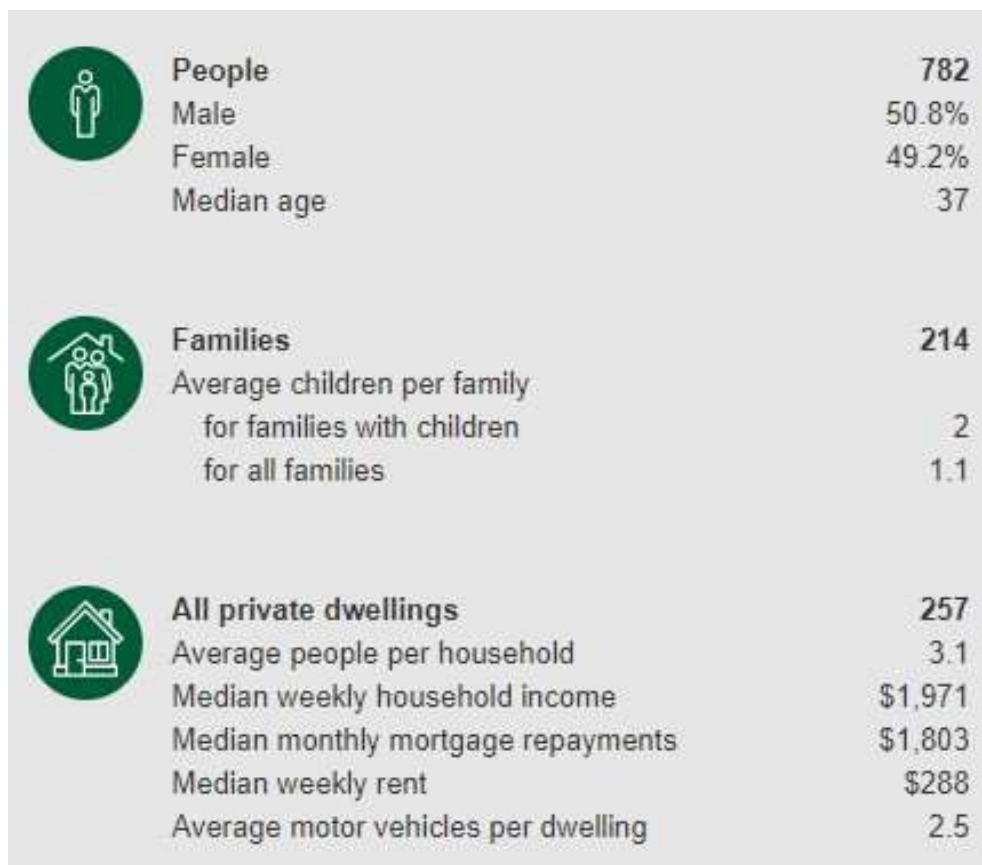 People 782
Male 50.8%
Female 49.2%
Median age 37
Families 214
Average children per family
for families with children 2
for all families 1.1
All private dwellings 257
Average people per household 3.1
Median weekly household income $1,971
Median monthly mortgage repayments $1,803
Median weekly rent $288
Average motor vehicles per dwelling 2.5